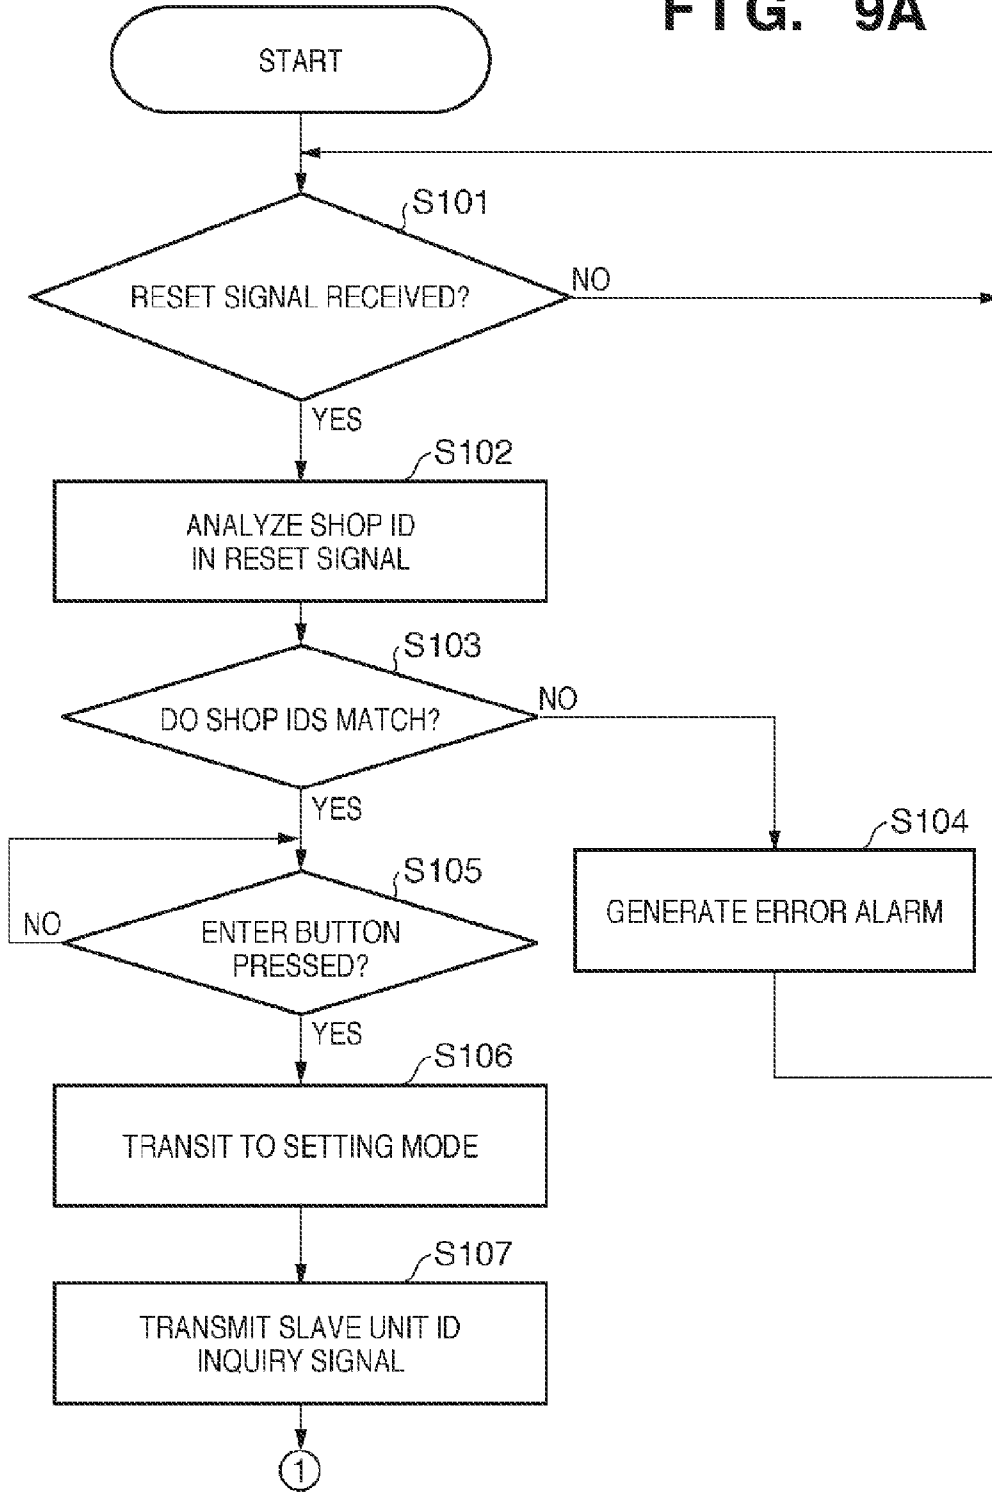 FIG. 9A
START
S101
RESET SIGNAL RECEIVED?
NO
YES
S102
ANALYZE SHOP ID
IN RESET SIGNAL
S103
DO SHOP IDS MATCH?
NO
YES
S104
GENERATE ERROR ALARM
S105
ENTER BUTTON
PRESSED?
NO
YES
S106
TRANSIT TO SETTING MODE
S107
TRANSMIT SLAVE UNIT ID
INQUIRY SIGNAL
1